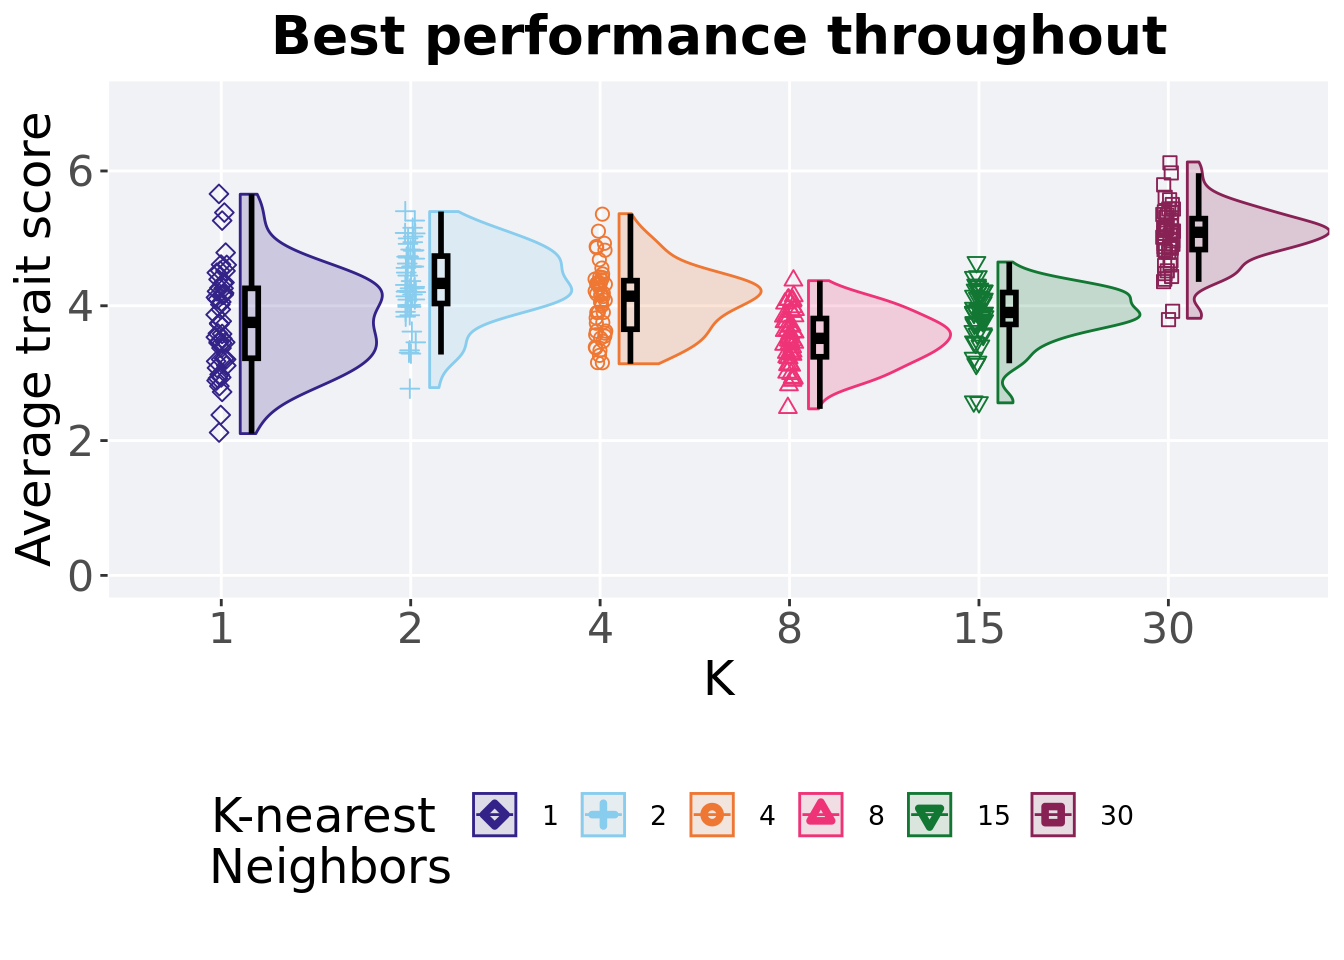 Best performance throughout
Average trait score
6
4
2
0
1 2 4 8 15 30
K
K-nearest
Neighbors
1 2 4 8 15 30